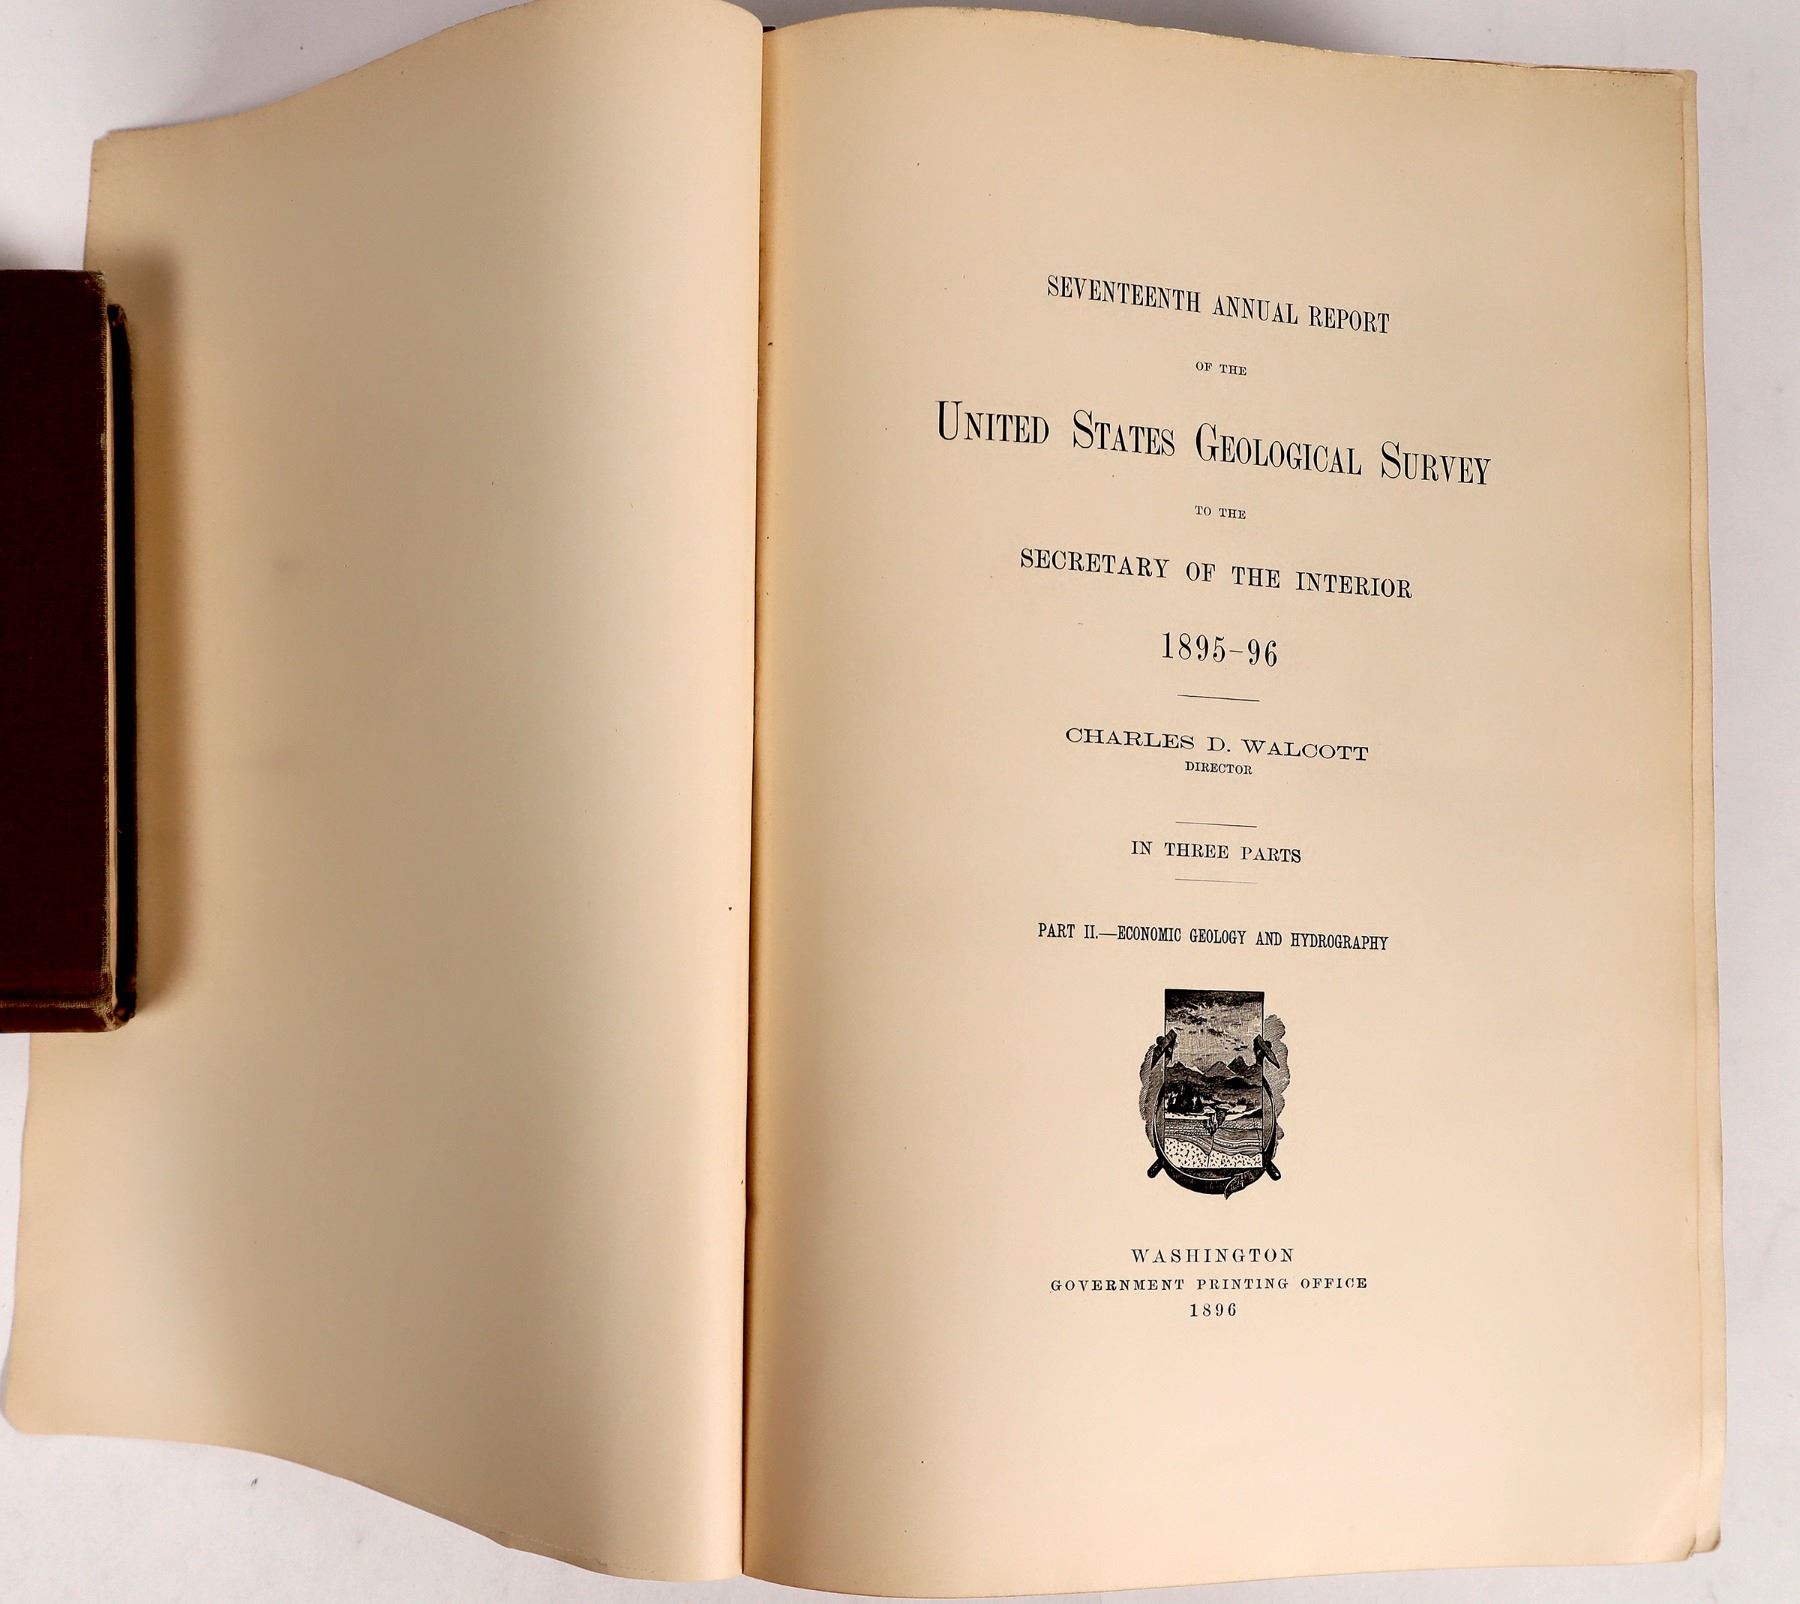 SEVENTEENTH ANNUAL REPORT
OF THE
UNITED STATES GEOLOGICAL SURVEY
TO THE
SECRETARY OF THE INTERIOR
1895-96
CHARLES D. WALCOTT
DIRECTOR
IN THREE PARTS
PART II.—ECONOMIC GEOLOGY AND HYDROGRAPHY
WASHINGTON
GOVERNMENT PRINTING OFFICE
1896